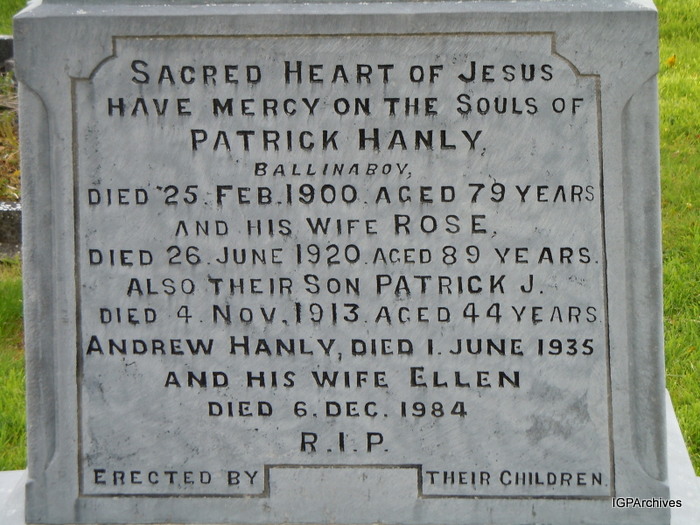 SACRED HEART OF JESUS
HAVE MERCY ON THE SOULS OF
PATRICK HANLY,
BALLINABOY,
DIED 25. FEB. 1900. AGED 79 YEARS
AND HIS WIFE ROSE,
DIED 26. JUNE 1920. AGED 89 YEARS.
ALSO THEIR SON PATRICK J.
DIED 4. NOV. 1913. AGED 44 YEARS
ANDREW HANLY, DIED 1. JUNE 1935
AND HIS WIFE ELLEN
DIED 6. DEC. 1984
R.I.P.
ERECTED BY THEIR CHILDREN.
IGPArchives